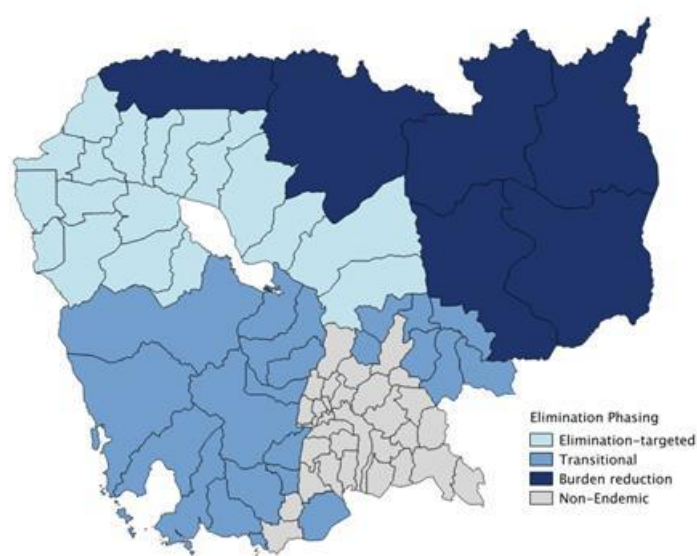 Elimination Phasing
Elimination-targeted
Transitional
Burden reduction
Non-Endemic